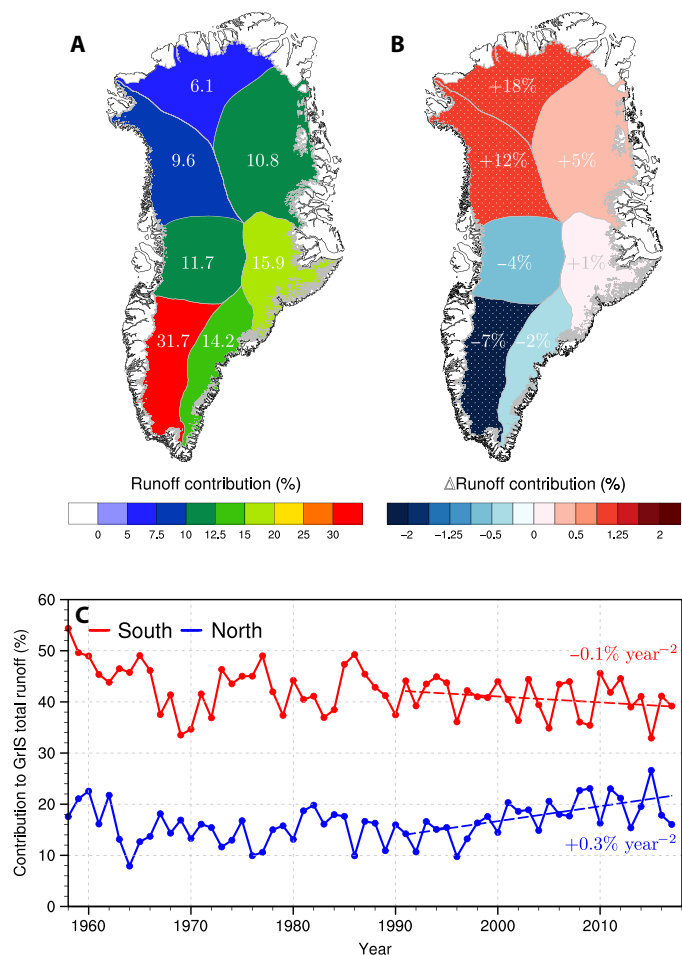 A
B
6.1
+18%
9.6
10.8
+12%
+5%
11.7
15.9
−4%
+1%
31.7
14.2
−7%
−2%
Runoff contribution (%)
ΔRunoff contribution (%)
0 5 7.5 10 12.5 15 20 25 30
−2 −1.25 −0.5 0 0.5 1.25 2
C
South North
−0.1% year−2
+0.3% year−2
Contribution to GrIS total runoff (%)
60
50
40
30
20
10
0
1960 1970 1980 1990 2000 2010
Year